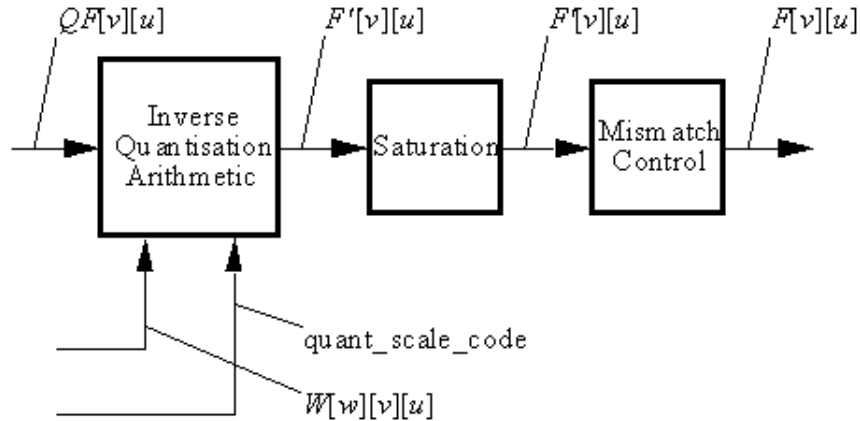 QF[v][u]
F'[v][u]
F'[v][u]
F[v][u]
Inverse
Quantisation
Arithmetic
Saturation
Mismatch
Control
quant_scale_code
W[w][v][u]